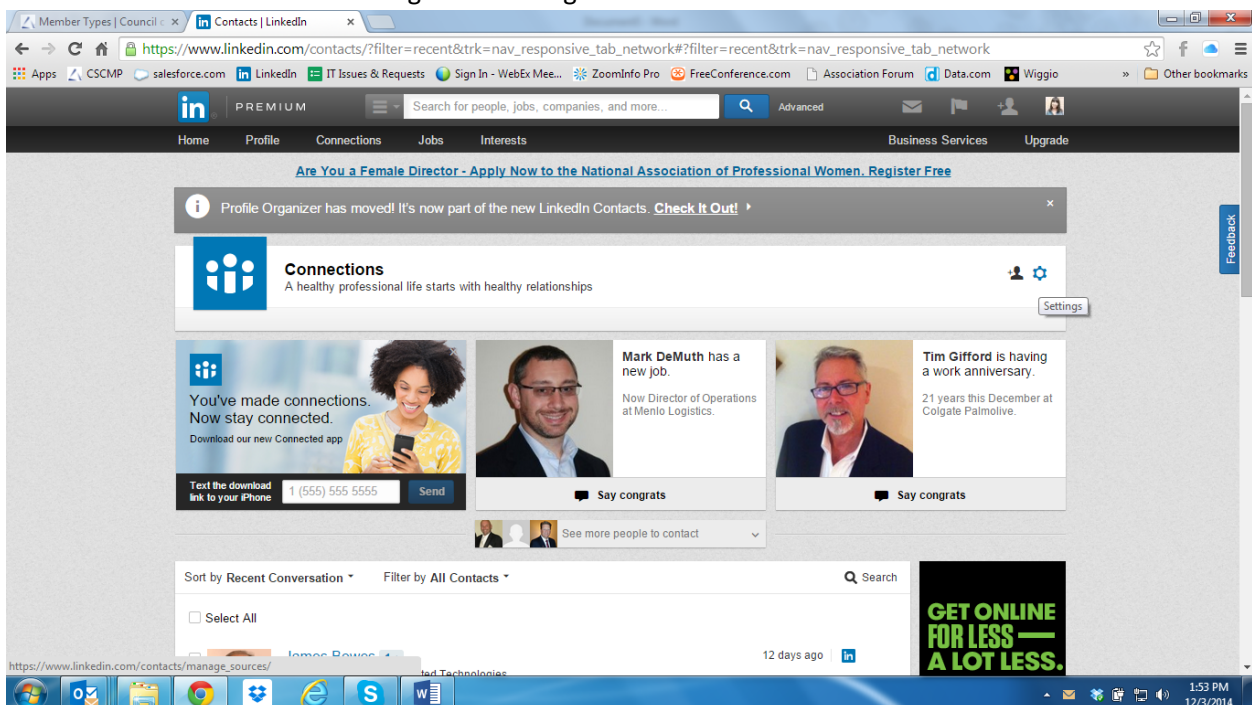 Member Types | Council c
Contacts | LinkedIn
https://www.linkedin.com/contacts/?filter=recent&trk=nav_responsive_tab_network#?filter=recent&trk=nav_responsive_tab_network
Apps CSCMP salesforce.com LinkedIn IT Issues & Requests Sign In - WebEx Mee... ZoomInfo Pro FreeConference.com Association Forum Data.com Wiggio » Other bookmarks
in PREMIUM Search for people, jobs, companies, and more... Advanced
Home Profile Connections Jobs Interests Business Services Upgrade
Are You a Female Director - Apply Now to the National Association of Professional Women. Register Free
Profile Organizer has moved! It's now part of the new LinkedIn Contacts. Check It Out!
Feedback
Connections
A healthy professional life starts with healthy relationships
Settings
You've made connections.
Now stay connected.
Download our new Connected app
Text the download
link to your iPhone
1 (555) 555 5555 Send
Mark DeMuth has a
new job.
Now Director of Operations
at Menlo Logistics.
Say congrats
Tim Gifford is having
a work anniversary.
21 years this December at
Colgate Palmolive.
Say congrats
See more people to contact
Sort by Recent Conversation Filter by All Contacts Search
Select All
12 days ago in
GET ONLINE
FOR LESS —
A LOT LESS.
https://www.linkedin.com/contacts/manage_sources/
1:53 PM
12/3/2014